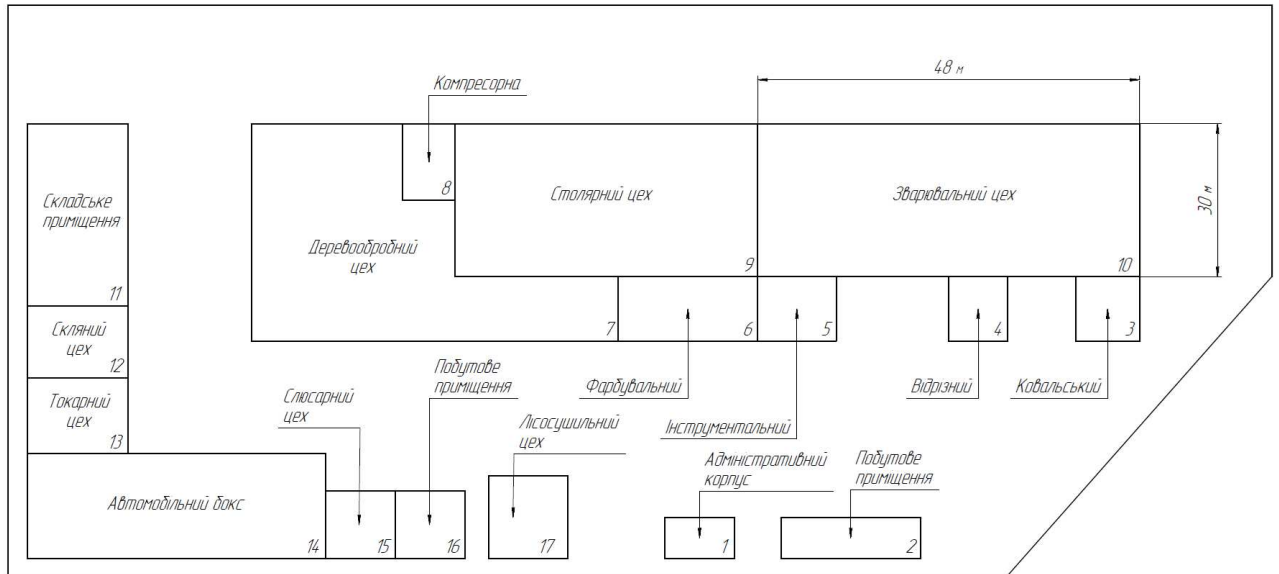 48 м
Компресорна
30 м
Складське
приміщення
11
8
Столярний цех
9
Зварювальний цех
10
Деревообробний
цех
7
6
5
4
3
Скляний
цех
12
Токарний
цех
13
Слюсарний
цех
Побутове
приміщення
Фарбувальний
Лісосушильний
цех
Інструментальний
Відрізний
Ковальський
Адміністративний
корпус
Побутове
приміщення
Автомобільний бокс
14
15
16
17
1
2